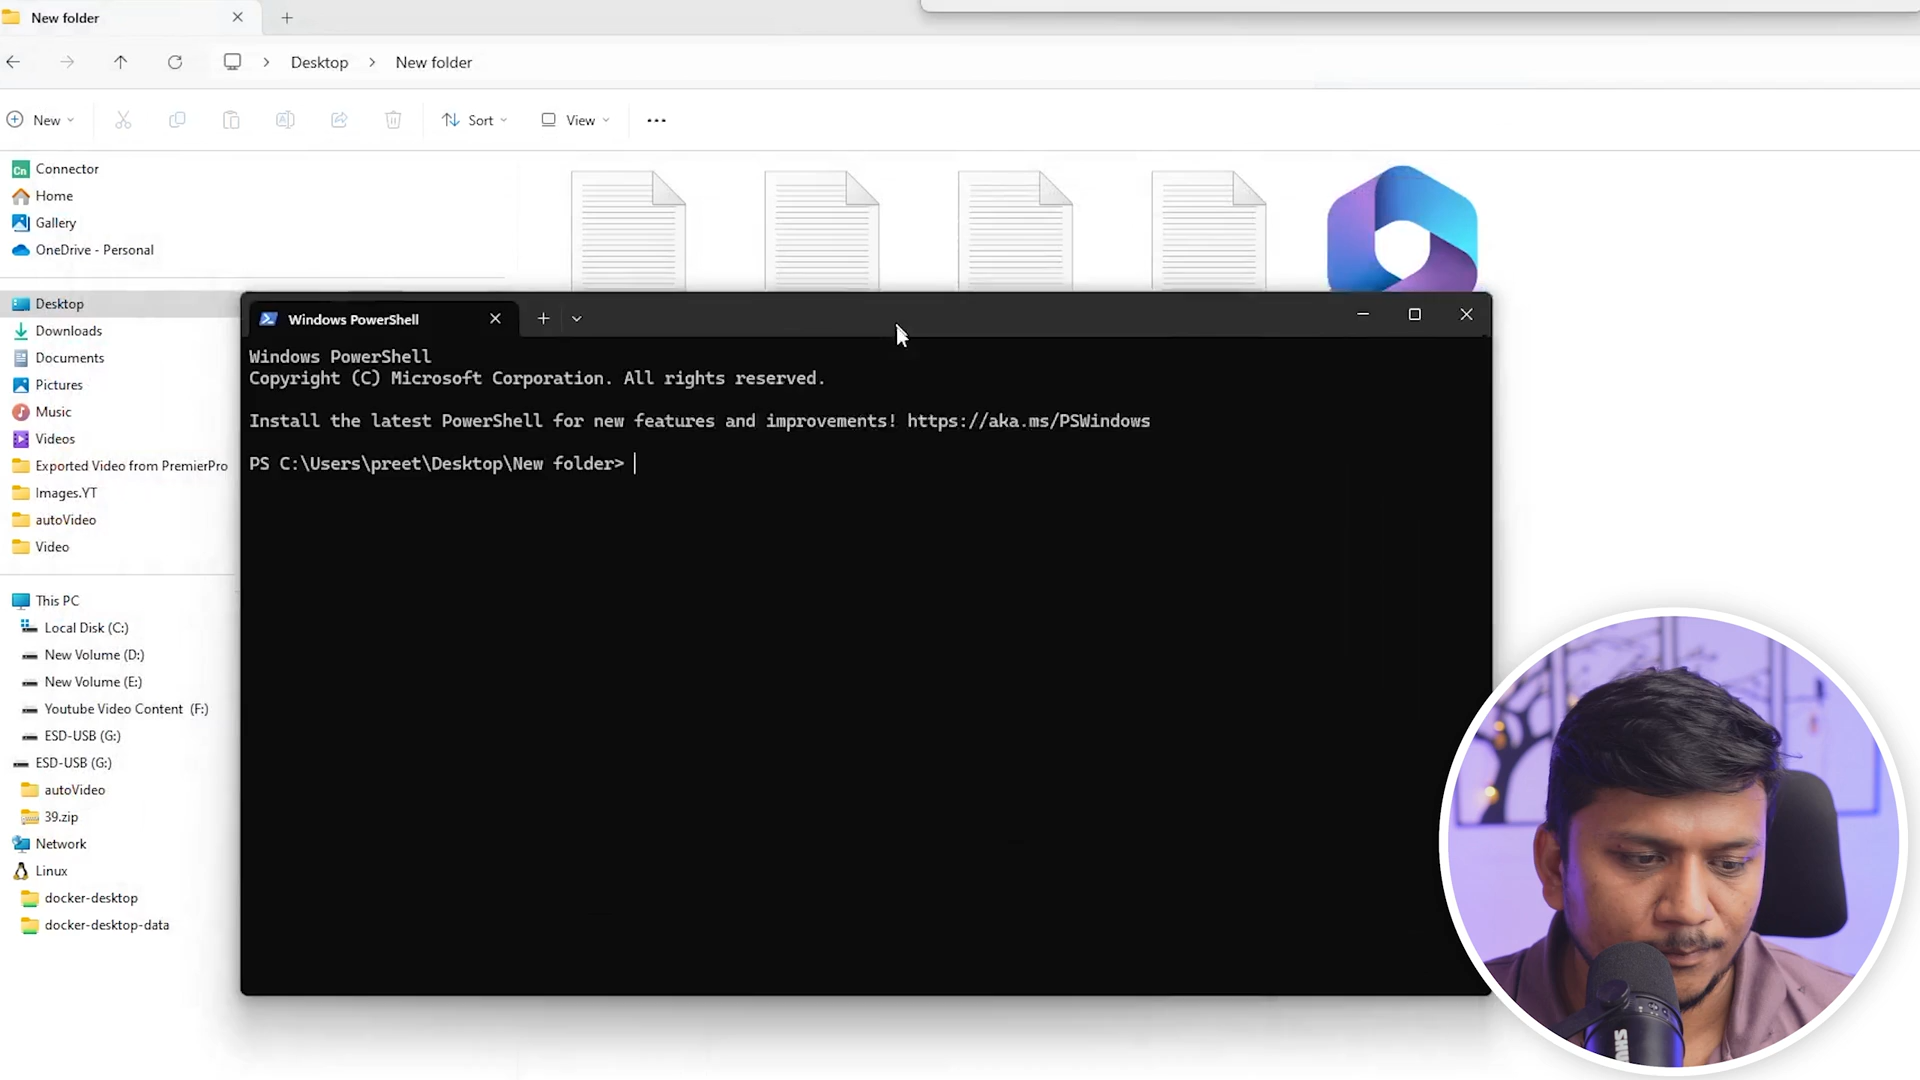 New folder
Desktop > New folder
New
Sort
View
Cn Connector
Home
Gallery
OneDrive - Personal
Desktop
Downloads
Documents
Pictures
Music
Videos
Exported Video from PremierPro
Images.YT
autoVideo
Video
This PC
Local Disk (C:)
New Volume (D:)
New Volume (E:)
Youtube Video Content (F:)
ESD-USB (G:)
ESD-USB (G:)
autoVideo
39.zip
Network
Linux
docker-desktop
docker-desktop-data
Windows PowerShell
Windows PowerShell
Copyright (C) Microsoft Corporation. All rights reserved.
Install the latest PowerShell for new features and improvements! https://aka.ms/PSWindows
PS C:\Users\preet\Desktop\New folder>